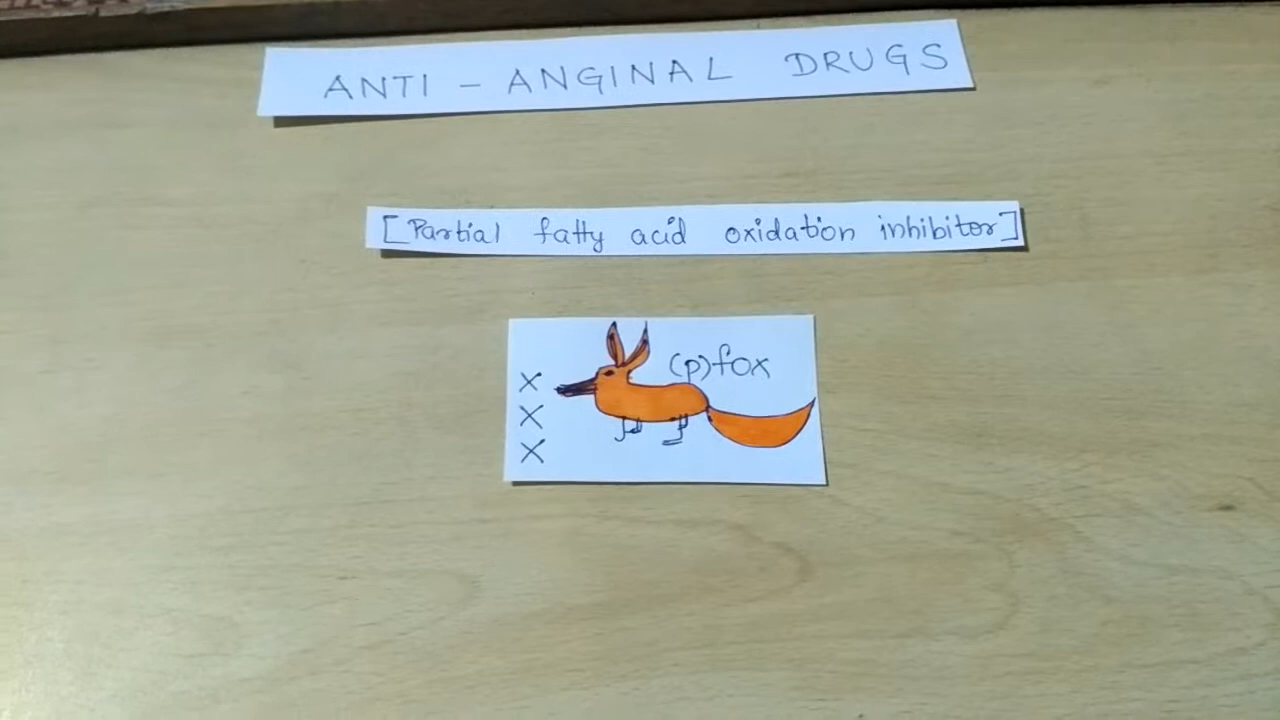 ANTI - ANGINAL DRUGS
[Partial fatty acid oxidation inhibitor]
(p)fox
X
X
X